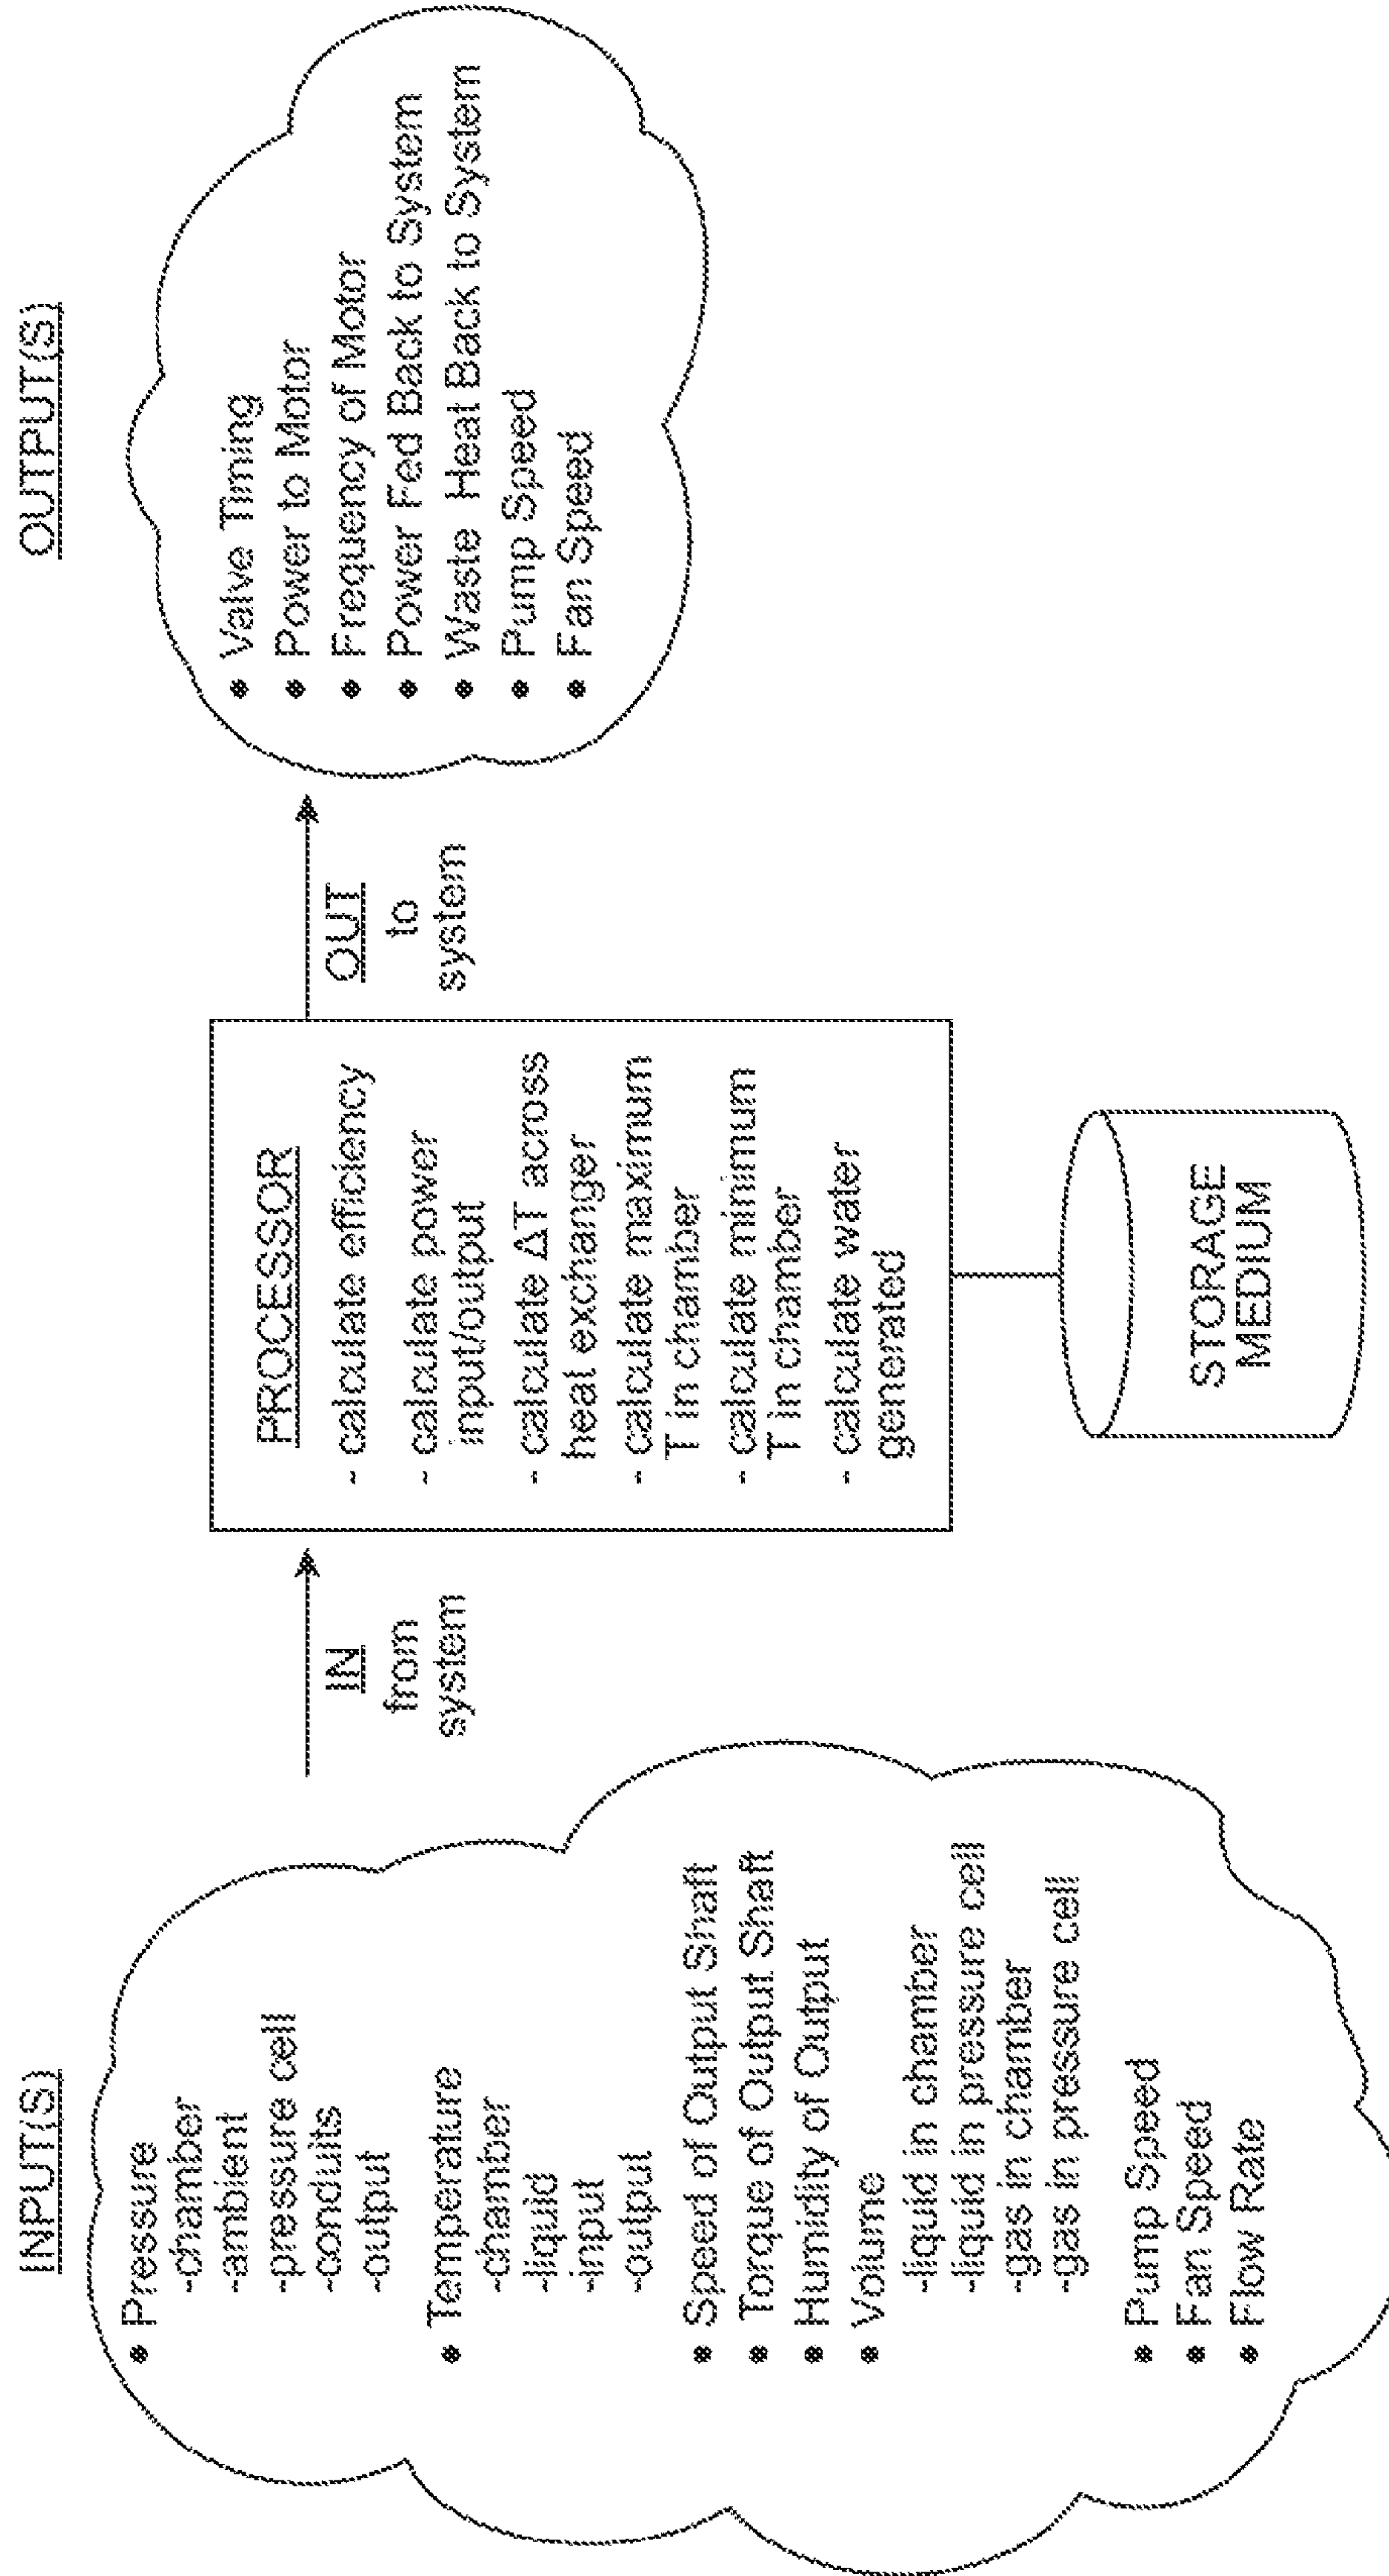 INPUT(S)
• Pressure
-chamber
-ambient
-pressure cell
-conduits
-output
• Temperature
-chamber
-liquid
-input
-output
• Speed of Output Shaft
• Torque of Output Shaft
• Humidity of Output
• Volume
-liquid in chamber
-liquid in pressure cell
-gas in chamber
-gas in pressure cell
• Pump Speed
• Fan Speed
• Flow Rate
IN
from
system
PROCESSOR
- calculate efficiency
- calculate power
input/output
- calculate ΔT across
heat exchanger
- calculate maximum
T in chamber
- calculate minimum
T in chamber
- calculate water
generated
STORAGE
MEDIUM
OUT
to
system
OUTPUT(S)
• Valve Timing
• Power to Motor
• Frequency of Motor
• Power Fed Back to System
• Waste Heat Back to System
• Pump Speed
• Fan Speed